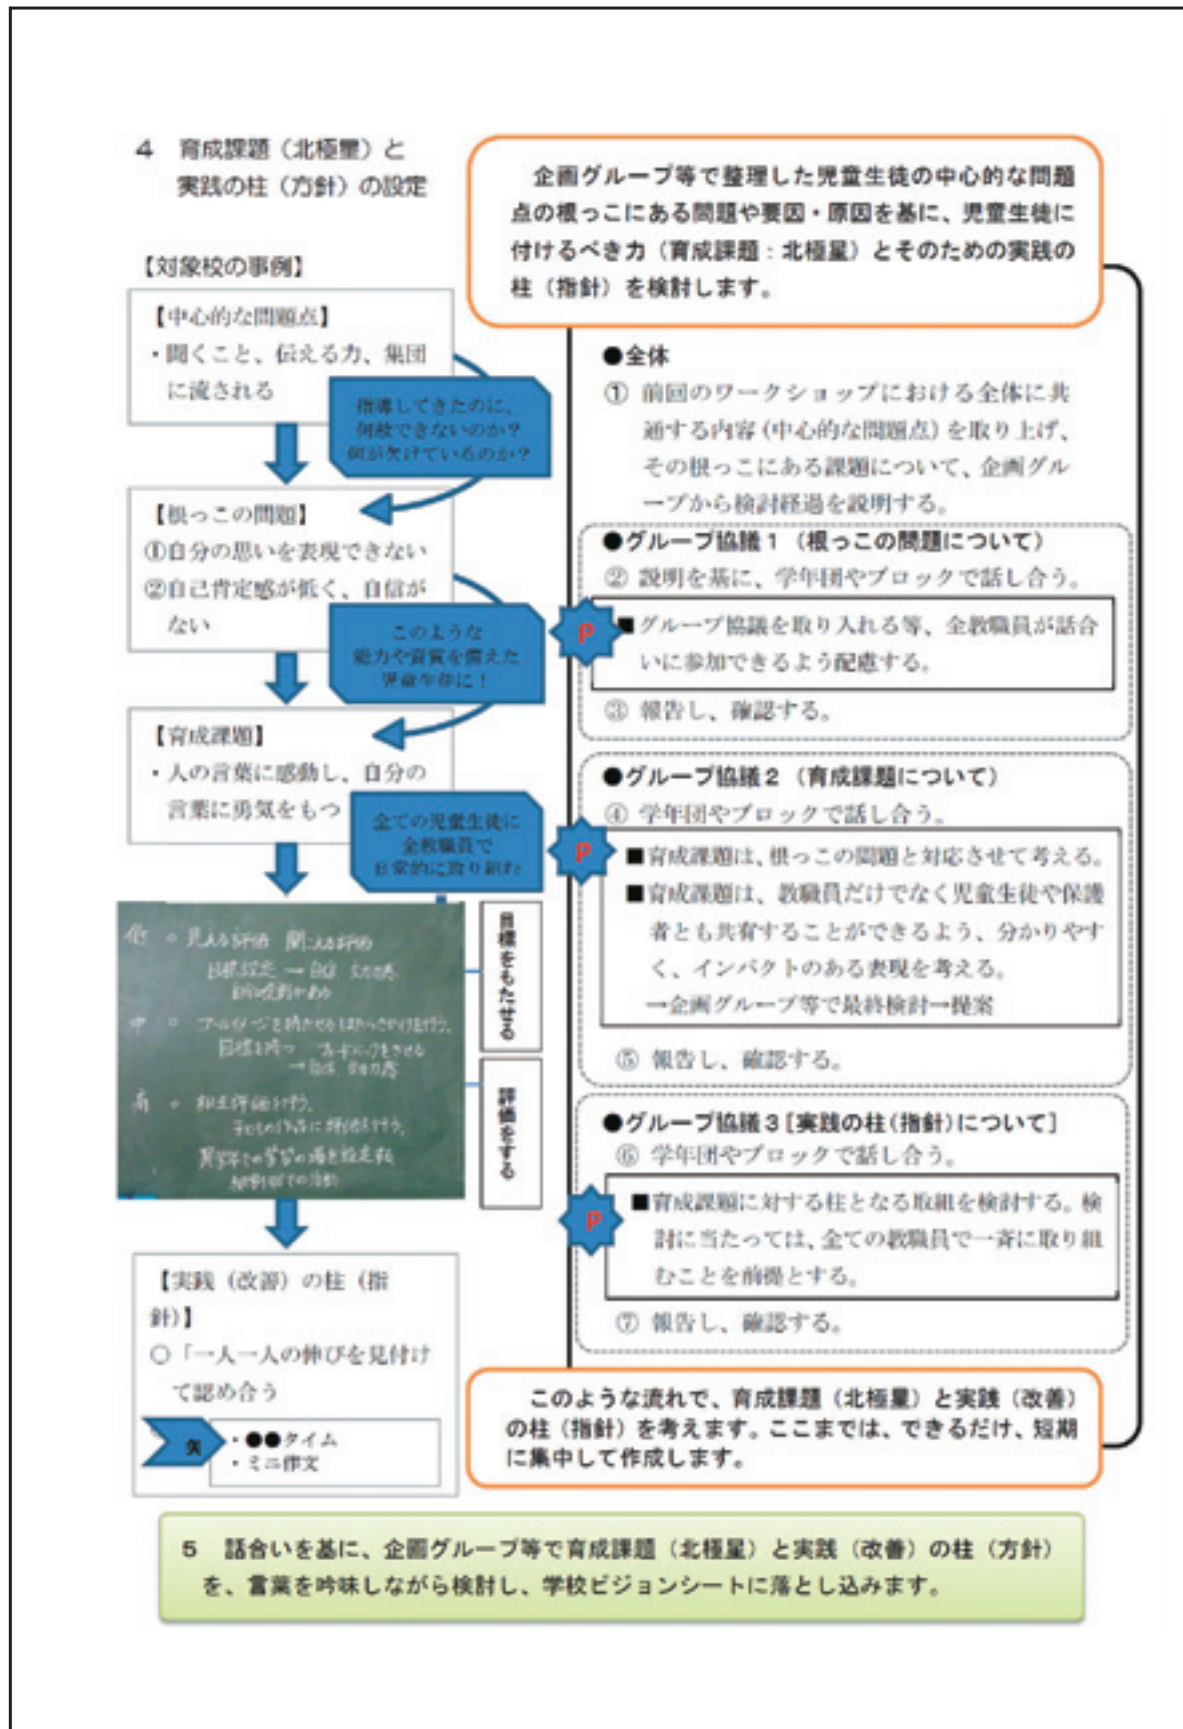 4 育成課題（北極星）と
実践の柱（方針）の設定
企画グループ等で整理した児童生徒の中心的な問題
点の根っこにある問題や要因・原因を基に、児童生徒に
付けるべき力（育成課題：北極星）とそのための実践の
柱（指針）を検討します。
【対象校の事例】
【中心的な問題点】
・聞くこと、伝える力、集団
に流される
指導してきたのに、
何故できないのか？
何が欠けているのか？
【根っこの問題】
①自分の思いを表現できない
②自己肯定感が低く、自信が
ない
このような
能力や資質を備えた
児童生徒に！
【育成課題】
・人の言葉に感動し、自分の
言葉に勇気をもつ
全ての児童生徒に
全教職員で
日常的に取り組む
低 ○ 見える評価 聞こえる評価
目標設定 →
中 ○
目標を持つ
高 ○ 相互評価を行う。
目標をもたせる
評価をする
【実践（改善）の柱（指
針）】
○「一人一人の伸びを見付け
て認め合う
矢
・●●タイム
・ミニ作文
●全体
① 前回のワークショップにおける全体に共
通する内容（中心的な問題点）を取り上げ、
その根っこにある課題について、企画グル
ープから検討経過を説明する。
●グループ協議１（根っこの問題について）
② 説明を基に、学年団やブロックで話し合う。
P
■グループ協議を取り入れる等、全教職員が話合
いに参加できるよう配慮する。
③ 報告し、確認する。
●グループ協議２（育成課題について）
④ 学年団やブロックで話し合う。
P
■育成課題は、根っこの問題と対応させて考える。
■育成課題は、教職員だけでなく児童生徒や保護
者とも共有することができるよう、分かりやす
く、インパクトのある表現を考える。
→企画グループ等で最終検討→提案
⑤ 報告し、確認する。
●グループ協議３［実践の柱（指針）について］
⑥ 学年団やブロックで話し合う。
P
■育成課題に対する柱となる取組を検討する。検
討に当たっては、全ての教職員で一斉に取り組
むことを前提とする。
⑦ 報告し、確認する。
このような流れで、育成課題（北極星）と実践（改善）
の柱（指針）を考えます。ここまでは、できるだけ、短期
に集中して作成します。
5 話合いを基に、企画グループ等で育成課題（北極星）と実践（改善）の柱（方針）
を、言葉を吟味しながら検討し、学校ビジョンシートに落とし込みます。